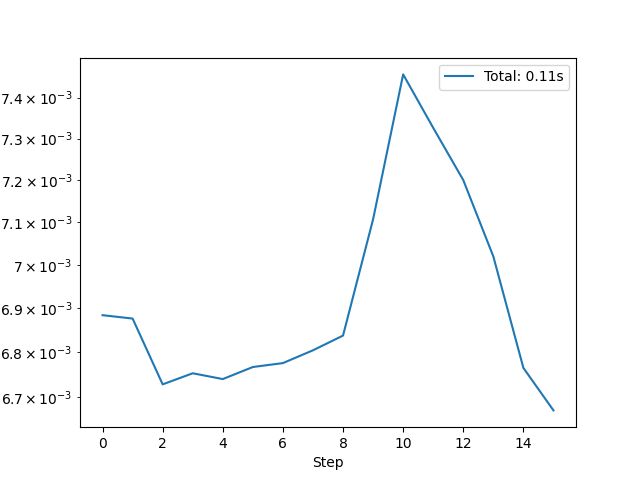 Total: 0.11s
7.4 × 10⁻³
7.3 × 10⁻³
7.2 × 10⁻³
7.1 × 10⁻³
7 × 10⁻³
6.9 × 10⁻³
6.8 × 10⁻³
6.7 × 10⁻³
0 2 4 6 8 10 12 14
Step